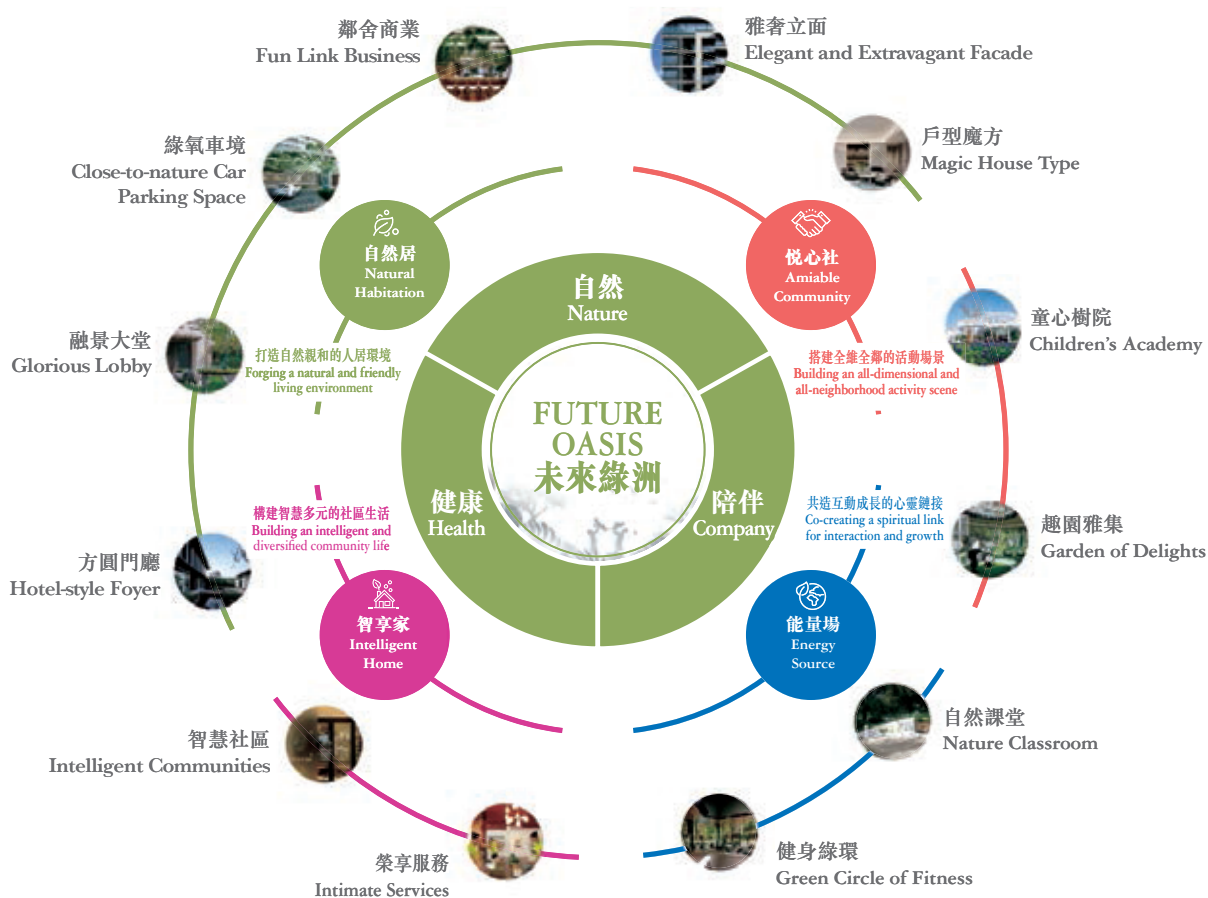 鄰舍商業
Fun Link Business
雅奢立面
Elegant and Extravagant Facade
綠氧車境
Close-to-nature Car
Parking Space
戶型魔方
Magic House Type
自然居
Natural
Habitation
悦心社
Amiable
Community
自然
Nature
融景大堂
Glorious Lobby
童心樹院
Children's Academy
打造自然親和的人居環境
Forging a natural and friendly
living environment
搭建全維全鄰的活動場景
Building an all-dimensional and
all-neighborhood activity scene
FUTURE
OASIS
未來綠洲
健康
Health
陪伴
Company
構建智慧多元的社區生活
Building an intelligent and
diversified community life
共造互動成長的心靈鏈接
Co-creating a spiritual link
for interaction and growth
方圓門廳
Hotel-style Foyer
趣園雅集
Garden of Delights
智享家
Intelligent
Home
能量場
Energy
Source
智慧社區
Intelligent Communities
自然課堂
Nature Classroom
榮享服務
Intimate Services
健身綠環
Green Circle of Fitness